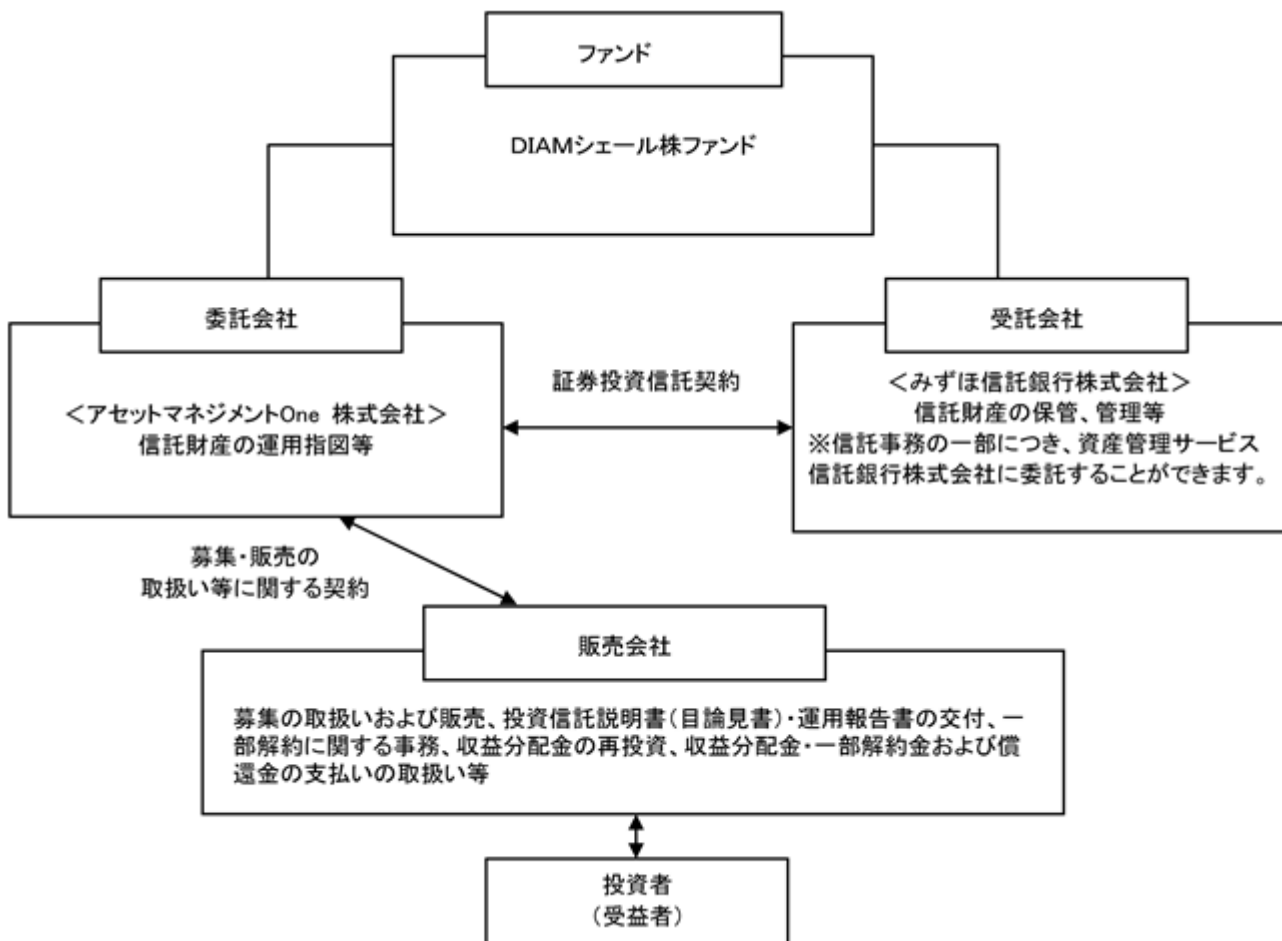 ファンド
DIAMシェール株ファンド
委託会社
<アセットマネジメントOne 株式会社>
信託財産の運用指図等
証券投資信託契約
受託会社
<みずほ信託銀行株式会社>
信託財産の保管、管理等
※信託事務の一部につき、資産管理サービス
信託銀行株式会社に委託することができます。
募集・販売の
取扱い等に関する契約
販売会社
募集の取扱いおよび販売、投資信託説明書(目論見書)・運用報告書の交付、一
部解約に関する事務、収益分配金の再投資、収益分配金・一部解約金および償
還金の支払いの取扱い等
投資者
(受益者)